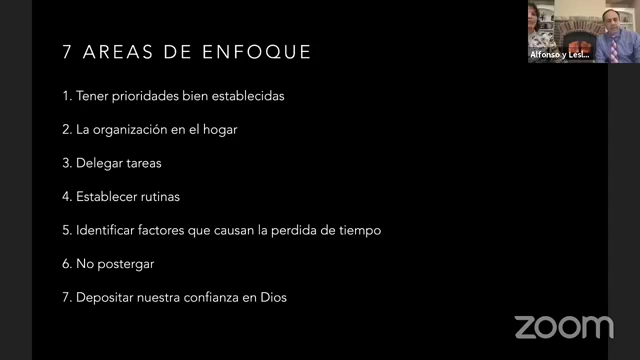 7 AREAS DE ENFOQUE
1. Tener prioridades bien establecidas
2. La organización en el hogar
3. Delegar tareas
4. Establecer rutinas
5. Identificar factores que causan la perdida de tiempo
6. No postergar
7. Depositar nuestra confianza en Dios
Alfonso y Lesl...
zoom